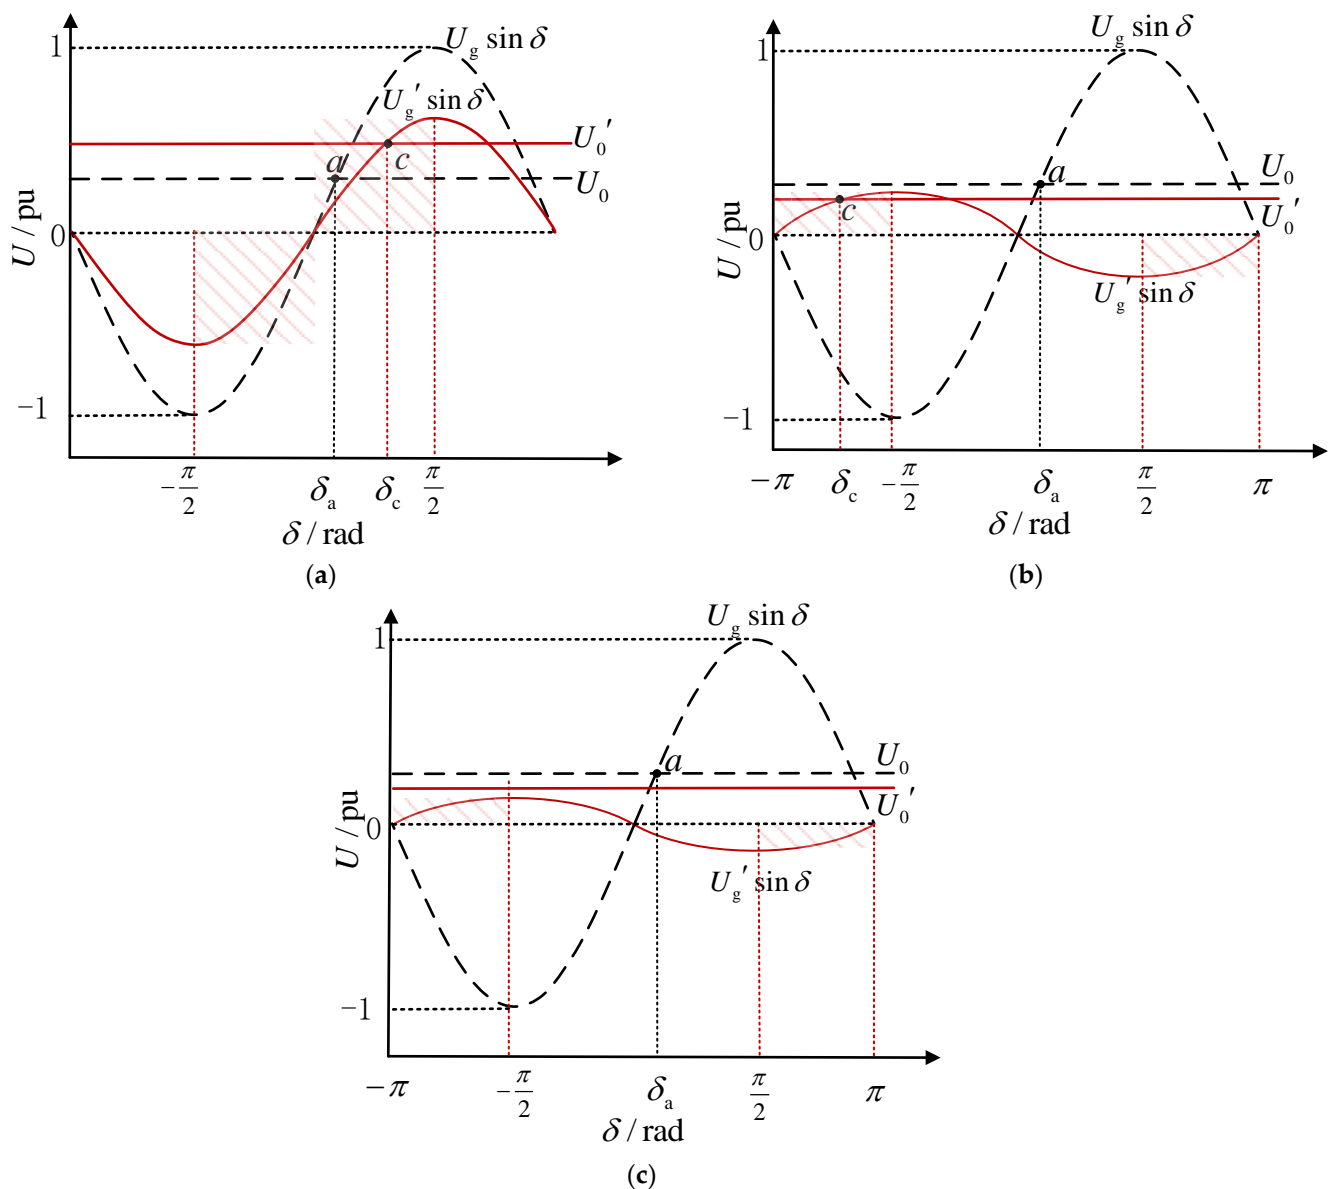 1
U_g sin δ
U_g′ sin δ
U_0′
a
c
U_0
0
U / pu
−1
−π/2
δ_a
δ_c
π/2
δ / rad
(a)
U_g sin δ
1
a
U_0
c
U_0′
0
U / pu
U_g′ sin δ
−1
−π
δ_c
−π/2
δ_a
π/2
π
δ / rad
(b)
U_g sin δ
1
a
U_0
U_0′
0
U / pu
U_g′ sin δ
−1
−π
−π/2
δ_a
π/2
π
δ / rad
(c)